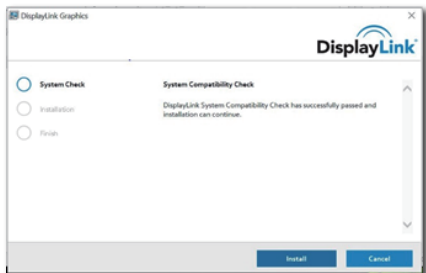 DisplayLink Graphics
DisplayLink
System Check
Installation
Finish
System Compatibility Check
DisplayLink System Compatibility Check has successfully passed and
installation can continue.
Install
Cancel